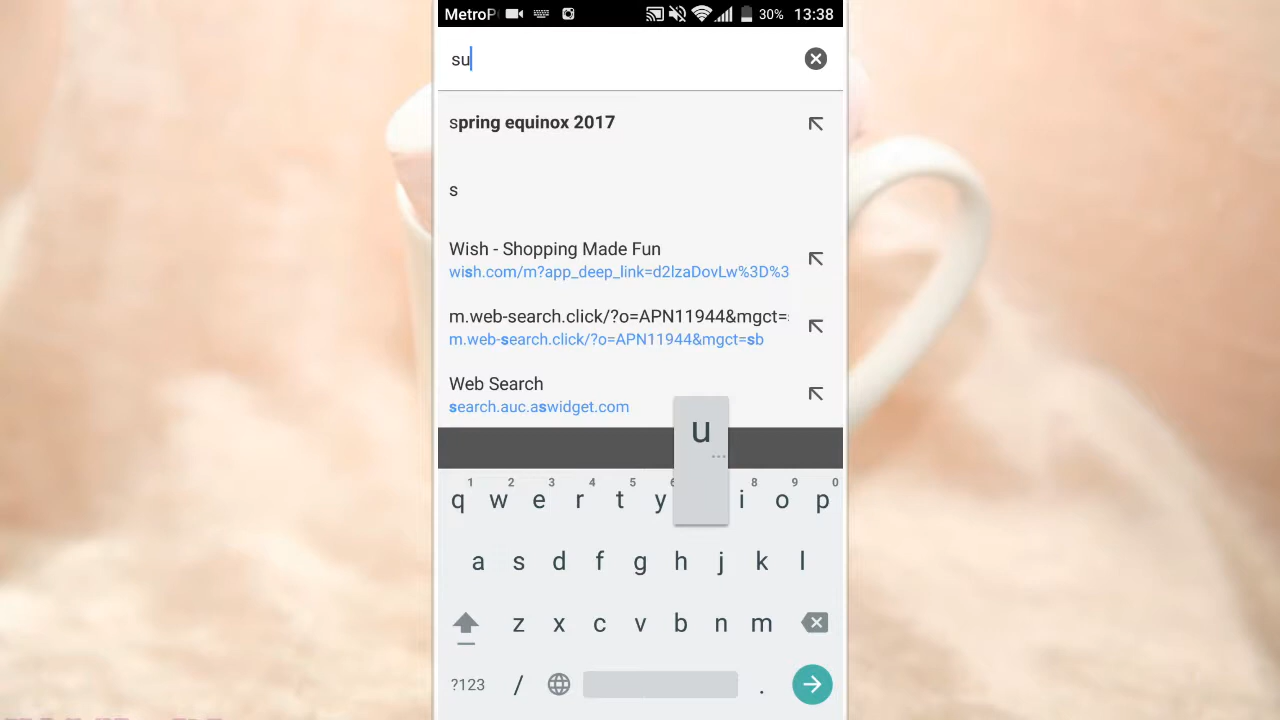 MetroP 30% 13:38
su
spring equinox 2017
s
Wish - Shopping Made Fun
wish.com/m?app_deep_link=d2lzaDovLw%3D%3
m.web-search.click/?o=APN11944&mgct=
m.web-search.click/?o=APN11944&mgct=sb
Web Search
search.auc.aswidget.com
u
...
1 2 3 4 5 6 8 9 0
q w e r t y i o p
a s d f g h j k l
z x c v b n m
?123 / .